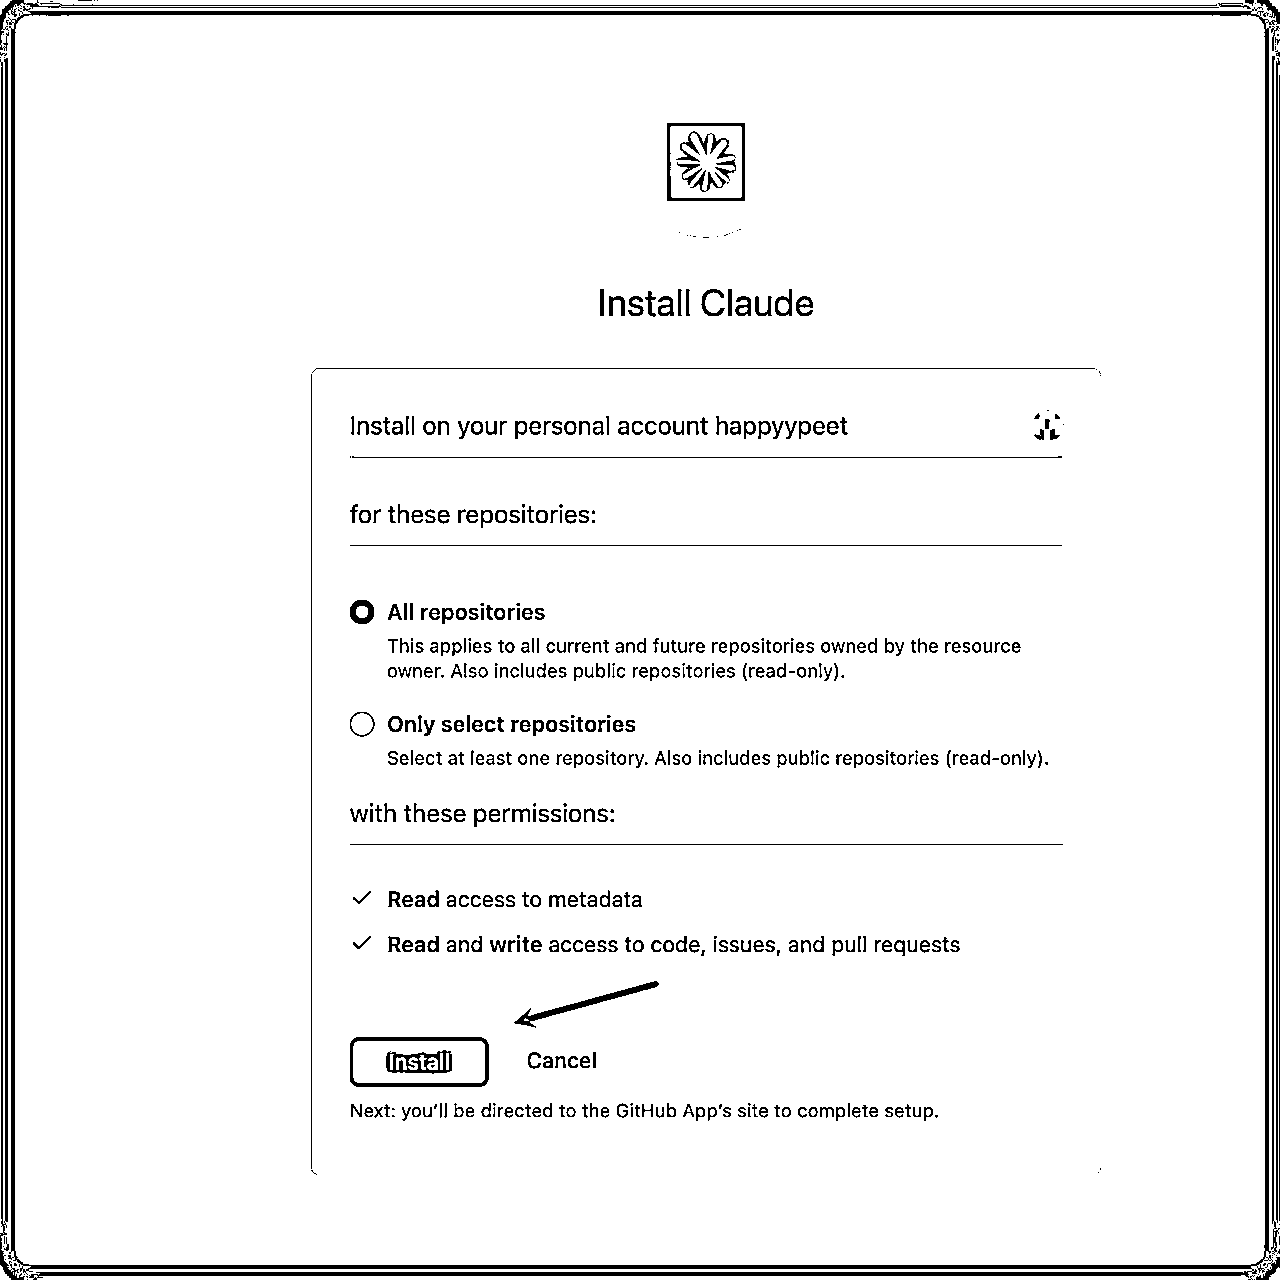 Install Claude
Install on your personal account happyypeet
for these repositories:
All repositories
This applies to all current and future repositories owned by the resource
owner. Also includes public repositories (read-only).
Only select repositories
Select at least one repository. Also includes public repositories (read-only).
with these permissions:
Read access to metadata
Read and write access to code, issues, and pull requests
Install Cancel
Next: you'll be directed to the GitHub App's site to complete setup.